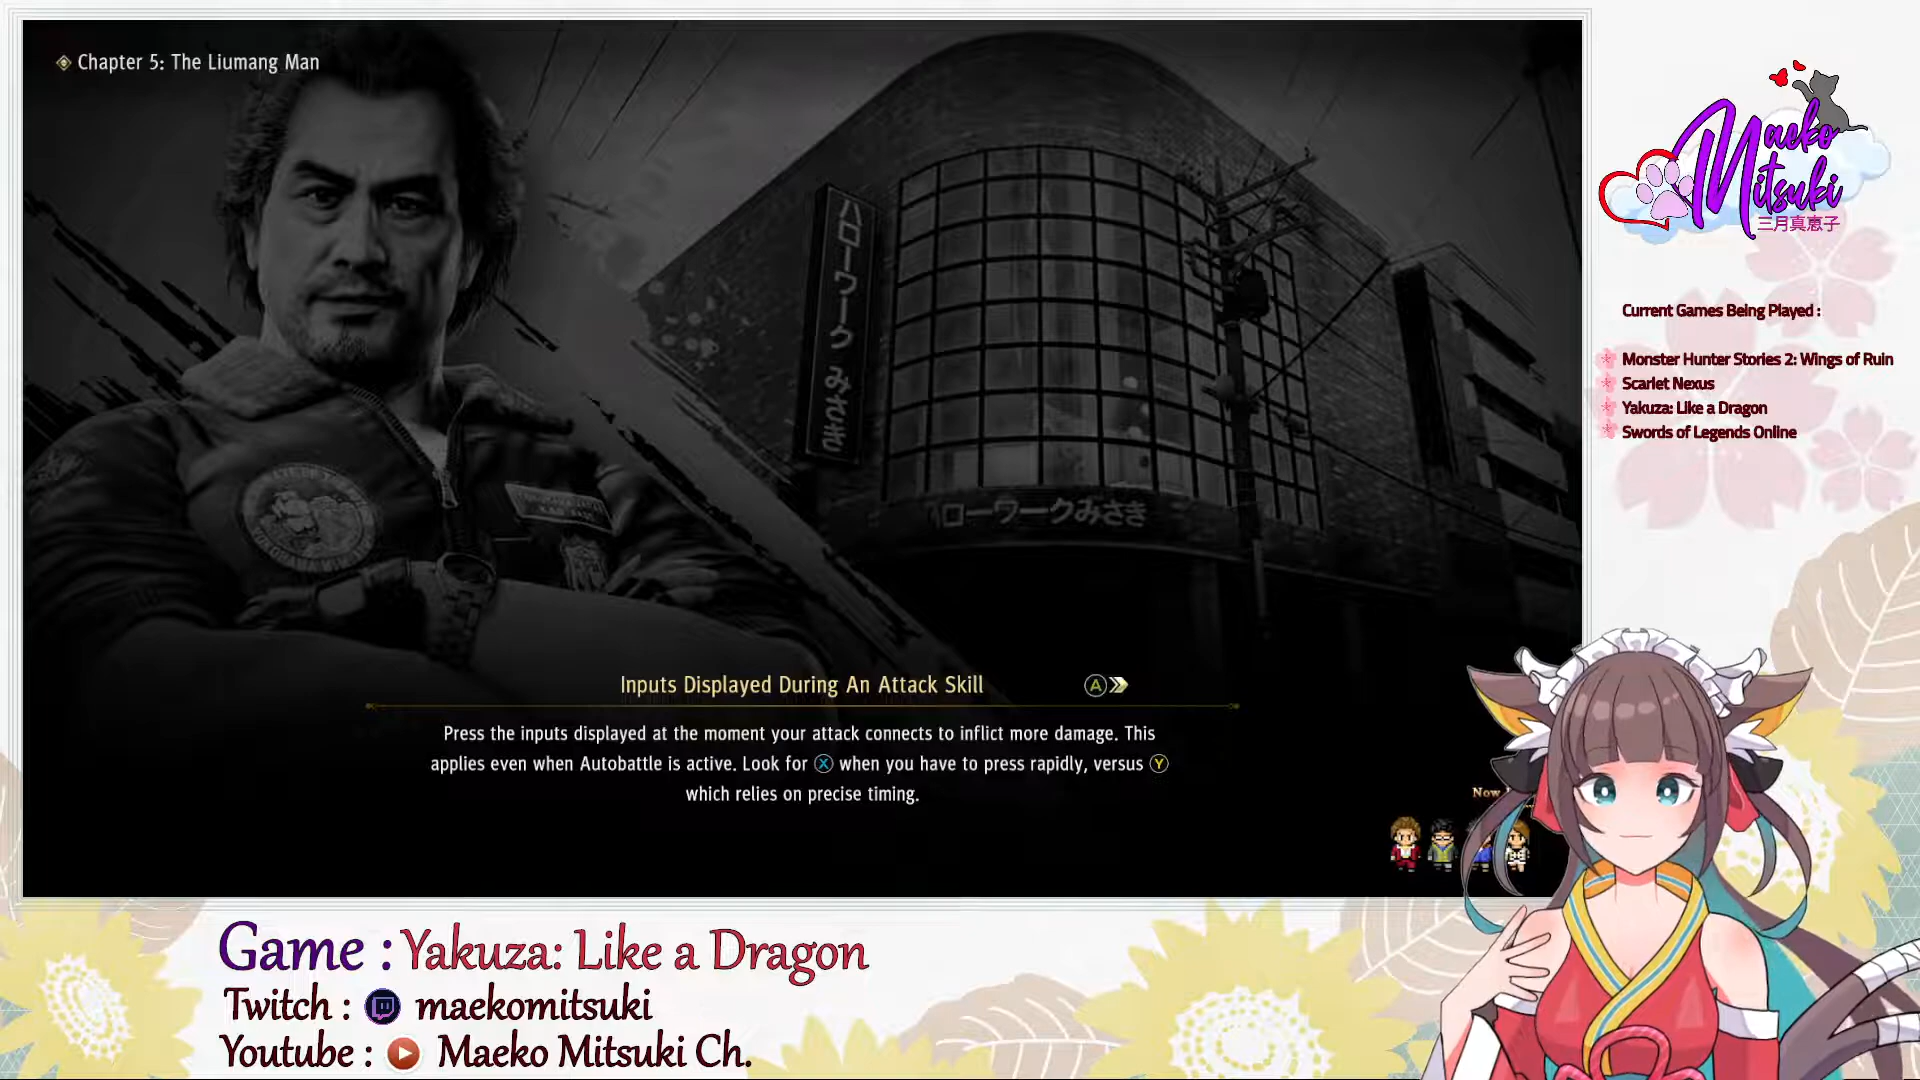 Chapter 5: The Liumang Man
ハローワーク みさき
ハローワークみさき
Inputs Displayed During An Attack Skill
A
Press the inputs displayed at the moment your attack connects to inflict more damage. This
applies even when Autobattle is active. Look for X when you have to press rapidly, versus Y
which relies on precise timing.
Now
Maeko
Mitsuki
三月真恵子
Current Games Being Played :
Monster Hunter Stories 2: Wings of Ruin
Scarlet Nexus
Yakuza: Like a Dragon
Swords of Legends Online
Game : Yakuza: Like a Dragon
Twitch : maekomitsuki
Youtube : Maeko Mitsuki Ch.